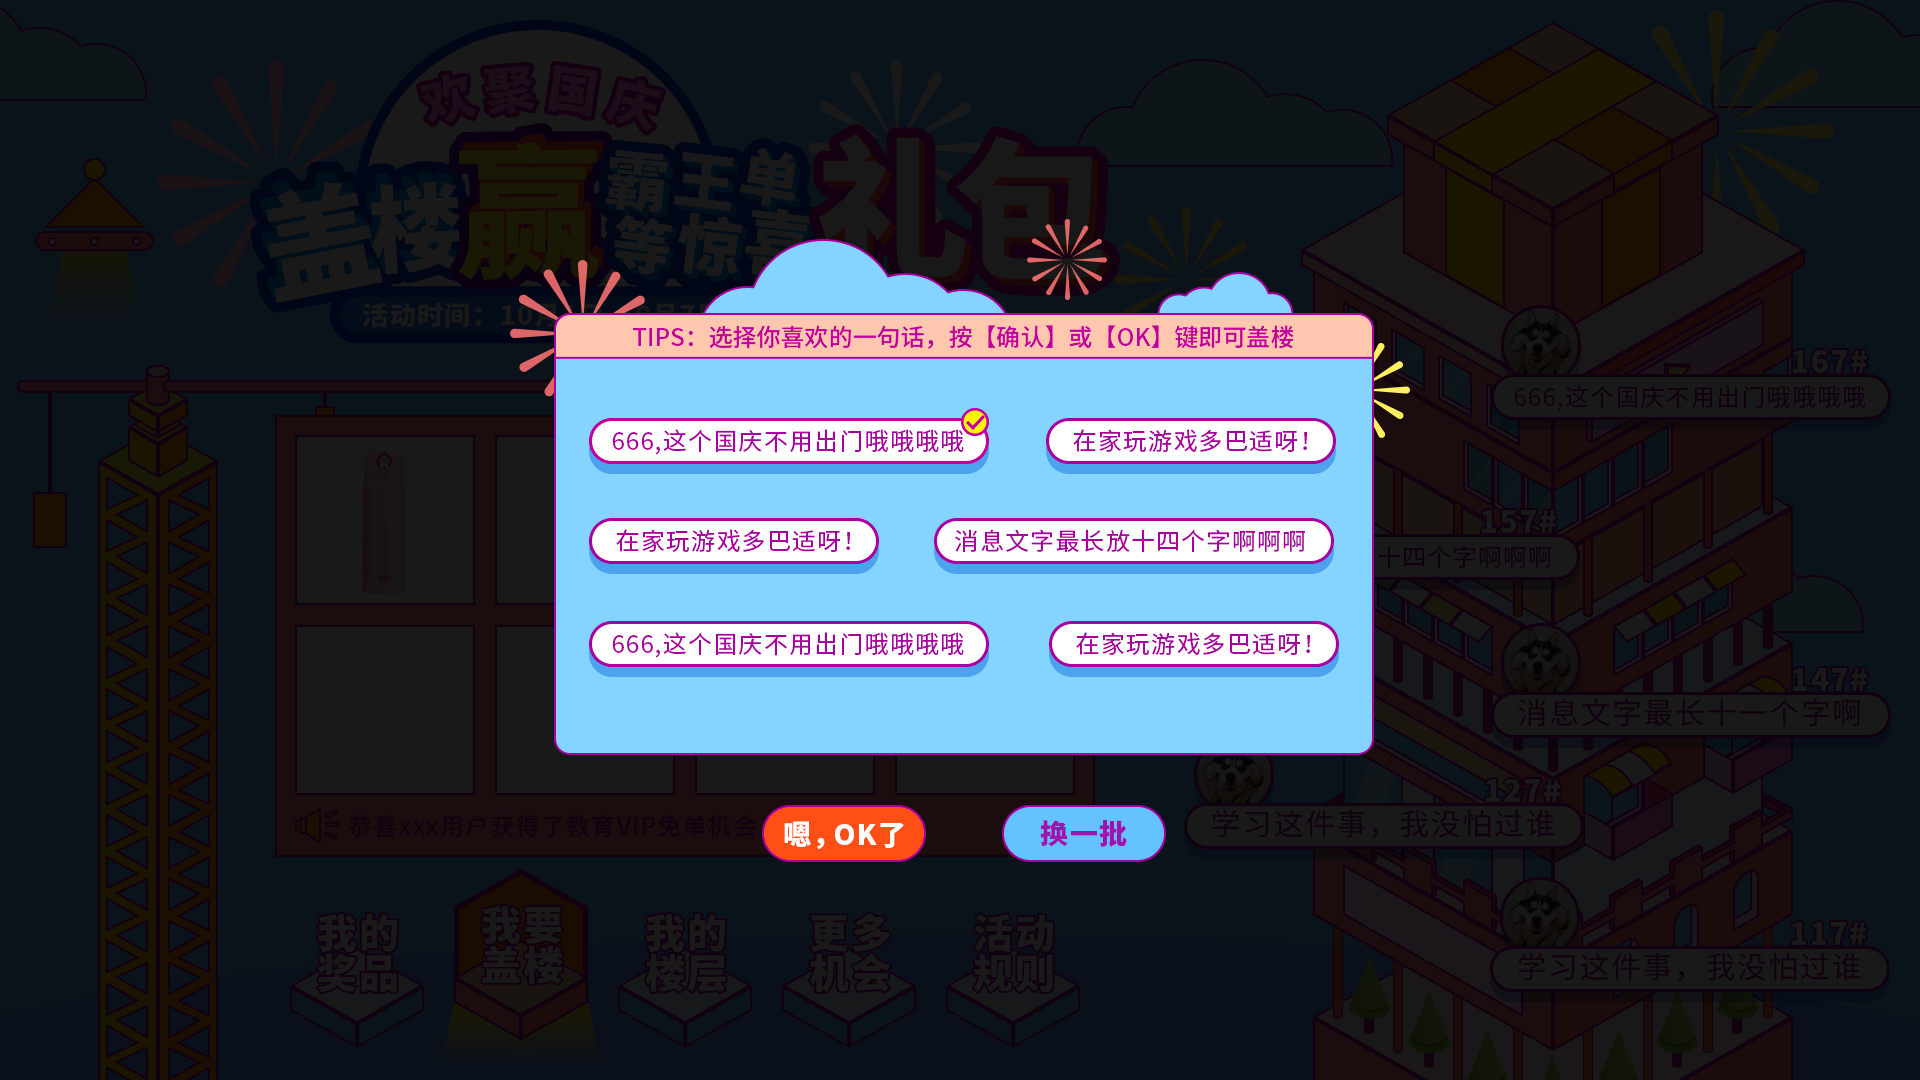 欢聚国庆
盖楼赢霸王单等惊喜礼包
活动时间：10月
TIPS：选择你喜欢的一句话，按【确认】或【OK】键即可盖楼
666,这个国庆不用出门哦哦哦哦
在家玩游戏多巴适呀！
在家玩游戏多巴适呀！
消息文字最长放十四个字啊啊啊
666,这个国庆不用出门哦哦哦哦
在家玩游戏多巴适呀！
嗯，OK了
换一批
恭喜xxx用户获得了教育VIP免单机会
我的奖品
我要盖楼
我的楼层
更多机会
活动规则
167#
666,这个国庆不用出门哦哦哦哦
157#
十四个字啊啊啊
147#
消息文字最长十一个字啊
127#
学习这件事，我没怕过谁
117#
学习这件事，我没怕过谁